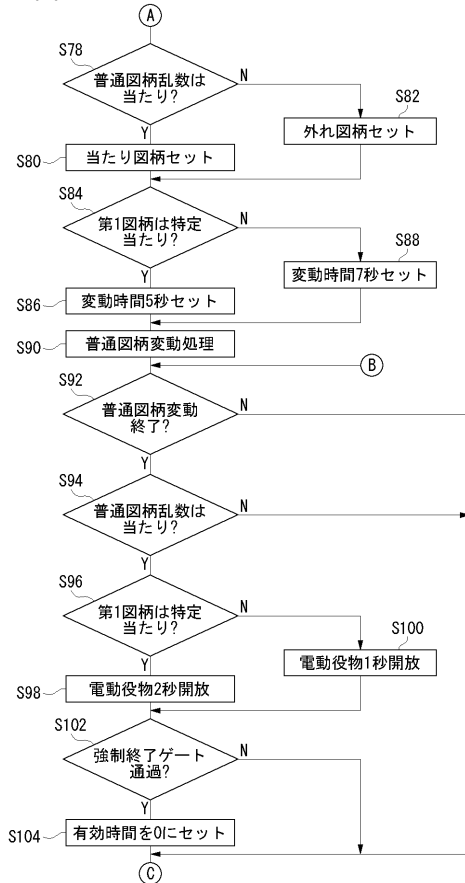 A
S78
普通図柄乱数は
当たり?
N
Y
S82
外れ図柄セット
S80
当たり図柄セット
S84
第1図柄は特定
当たり?
N
Y
S88
変動時間7秒セット
S86
変動時間5秒セット
S90
普通図柄変動処理
B
S92
普通図柄変動
終了?
N
Y
S94
普通図柄乱数は
当たり?
N
Y
S96
第1図柄は特定
当たり?
N
Y
S100
電動役物1秒開放
S98
電動役物2秒開放
S102
強制終了ゲート
通過?
N
Y
S104
有効時間を0にセット
C